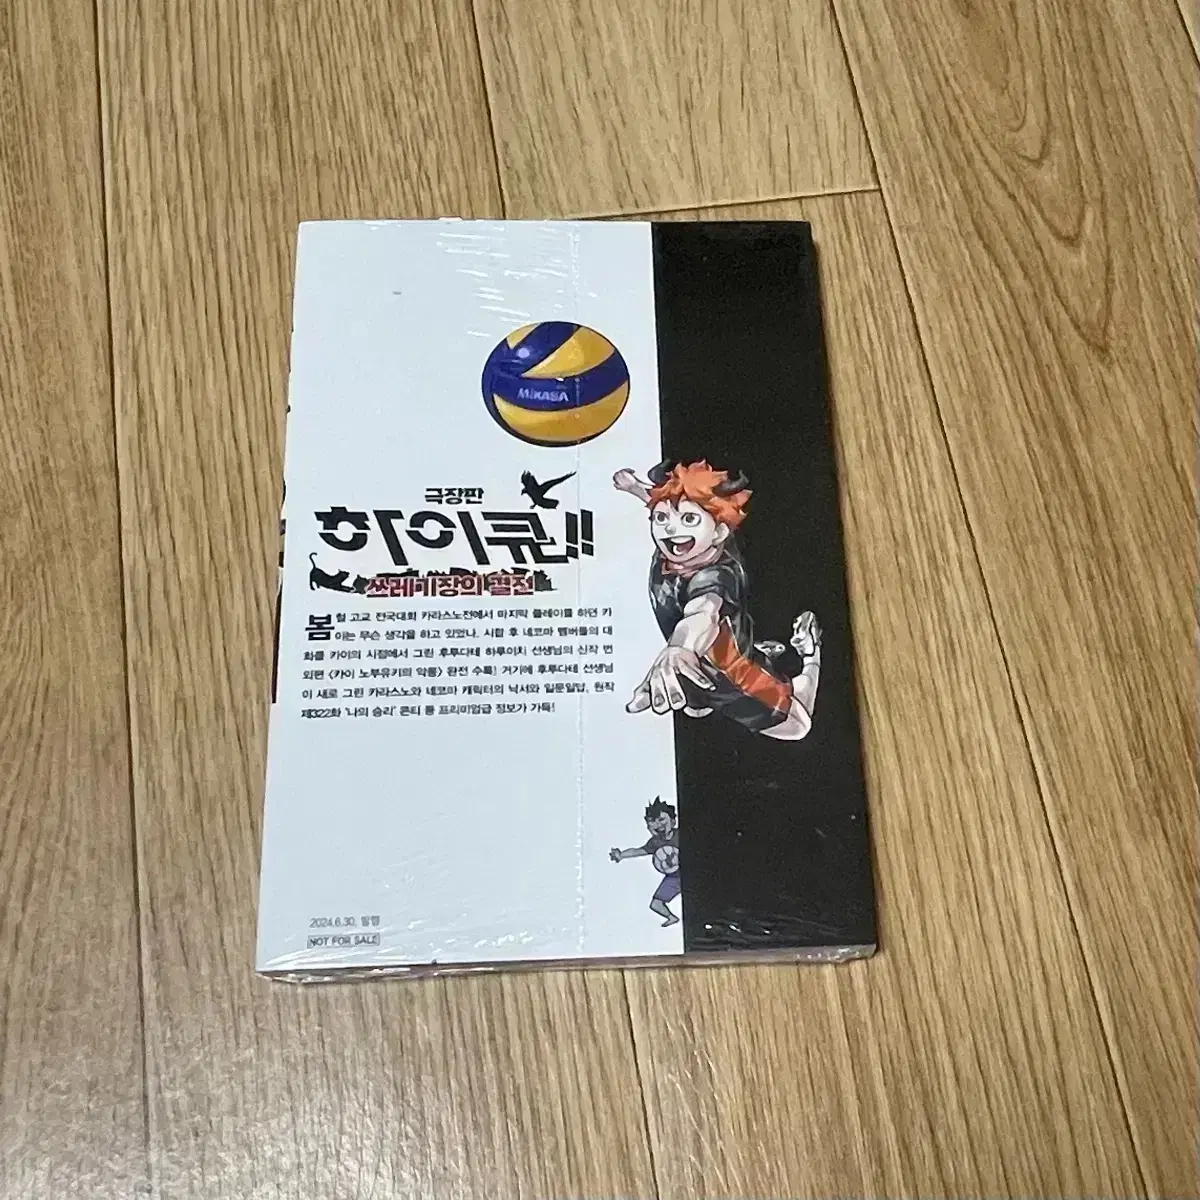 MIKASA
극장판
하이큐!!
쓰레기장의 결전
봄철 고교 전국대회 카라스노전에서 마지막 플레이를 하던 카
이는 무슨 생각을 하고 있었나. 시합 후 네코마 멤버들의 대
화를 카이의 시점에서 그린 후루다테 하루이치 선생님의 신작 번
외편 <카이 노부유키의 악몽> 완전 수록! 거기에 후루다테 선생님
이 새로 그린 카라스노와 네코마 캐릭터의 낙서와 일문일답, 원작
제322화 '나의 승리' 콘티 등 프리미엄급 정보가 가득!
2024.6.30. 발행
NOT FOR SALE